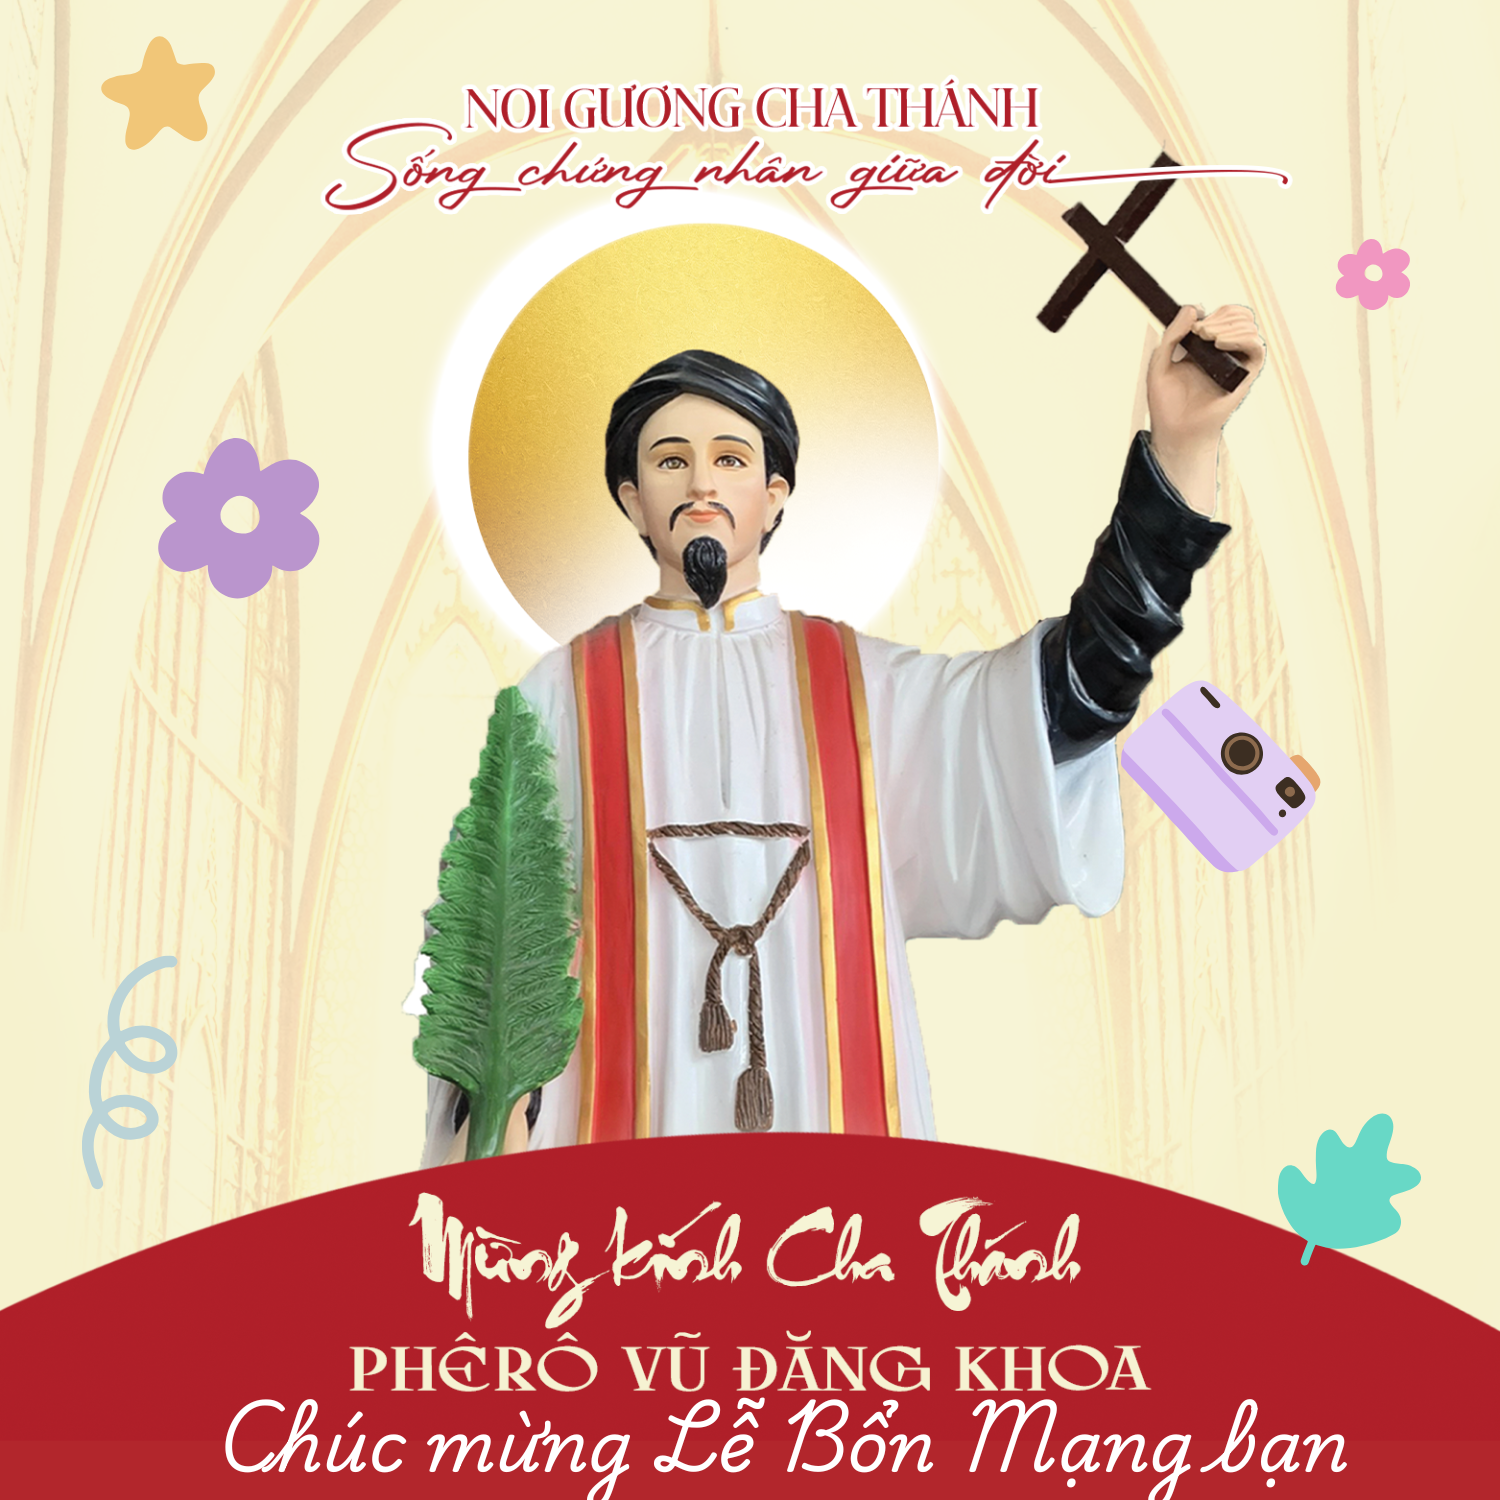 NOI GƯƠNG CHA THÁNH
Sống chứng nhân giữa đời
Mừng kính Cha Thánh
PHÊRÔ VŨ ĐĂNG KHOA
Chúc mừng Lễ Bổn Mạng bạn